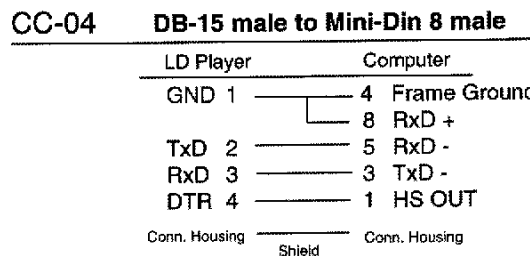 CC-04 DB-15 male to Mini-Din 8 male
LD Player Computer
GND 1 4 Frame Ground
8 RxD +
TxD 2 5 RxD -
RxD 3 3 TxD -
DTR 4 1 HS OUT
Conn. Housing Shield Conn. Housing